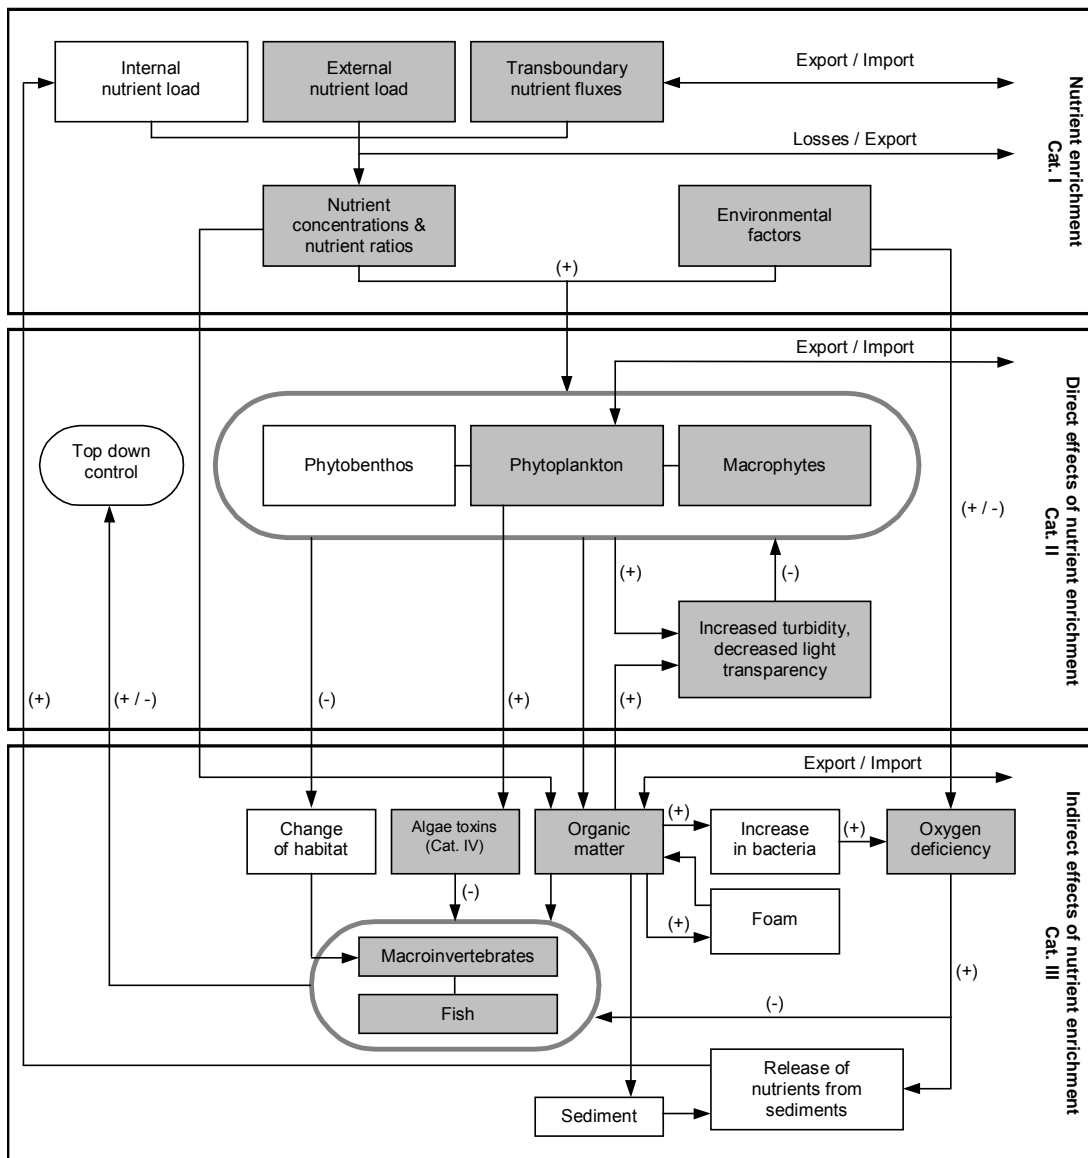 Internal
nutrient load
External
nutrient load
Transboundary
nutrient fluxes
Export / Import
Losses / Export
Nutrient
concentrations &
nutrient ratios
Environmental
factors
(+)
Nutrient enrichment
Cat. I
Export / Import
Top down
control
Phytobenthos
Phytoplankton
Macrophytes
(+ / -)
(+)
(-)
Increased turbidity,
decreased light
transparency
(+)
(+ / -)
(-)
(+)
(+)
Direct effects of nutrient enrichment
Cat. II
Export / Import
Change
of habitat
Algae toxins
(Cat. IV)
Organic
matter
(+)
Increase
in bacteria
(+)
Oxygen
deficiency
(-)
(+)
Foam
Macroinvertebrates
Fish
(+)
(-)
Release of
nutrients from
sediments
Sediment
Indirect effects of nutrient enrichment
Cat. III